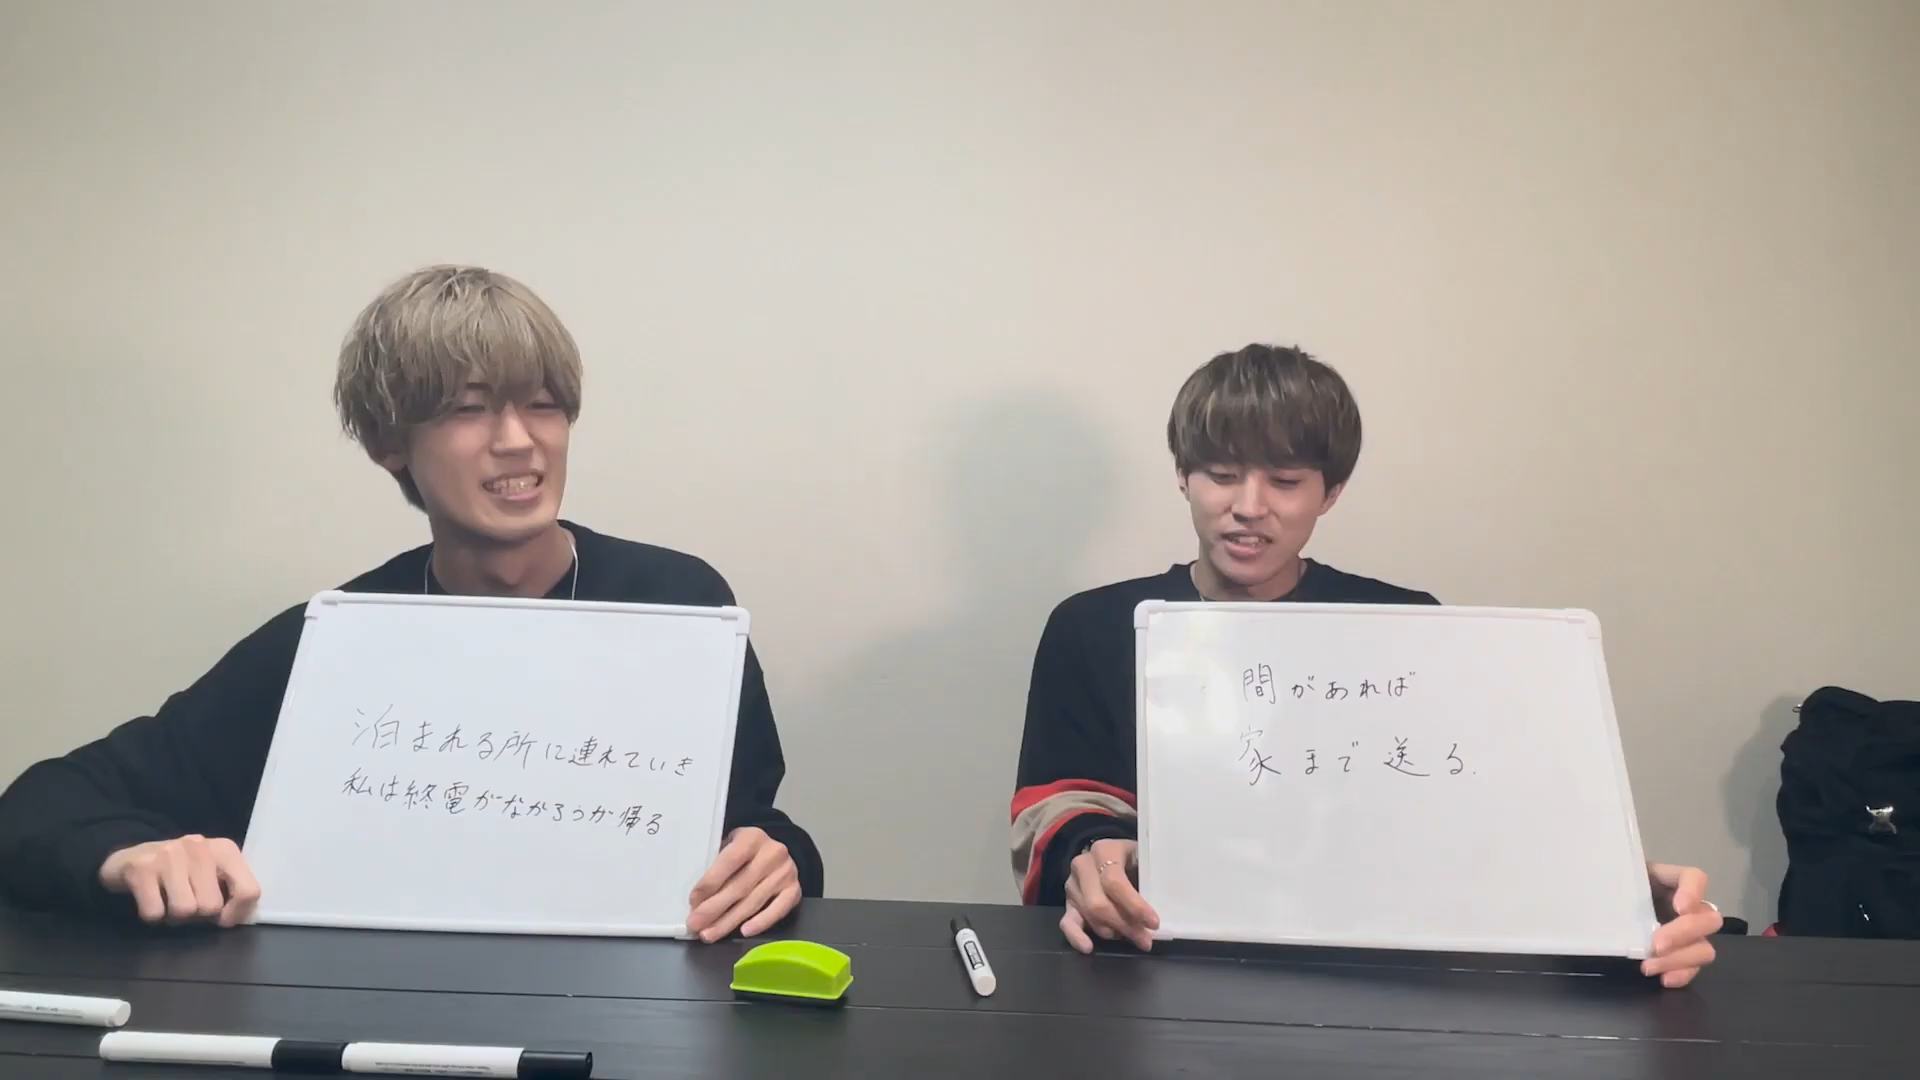 泊まれる所に連れていき
私は終電がなかろうが帰る
間があれば
家まで送る.